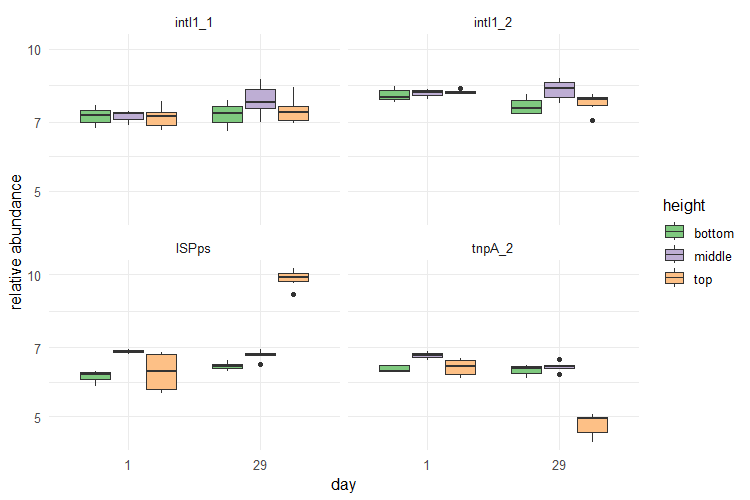 intI1_1
intI1_2
10
7
5
ISPps
tnpA_2
10
7
5
1
29
1
29
day
relative abundance
height
bottom
middle
top